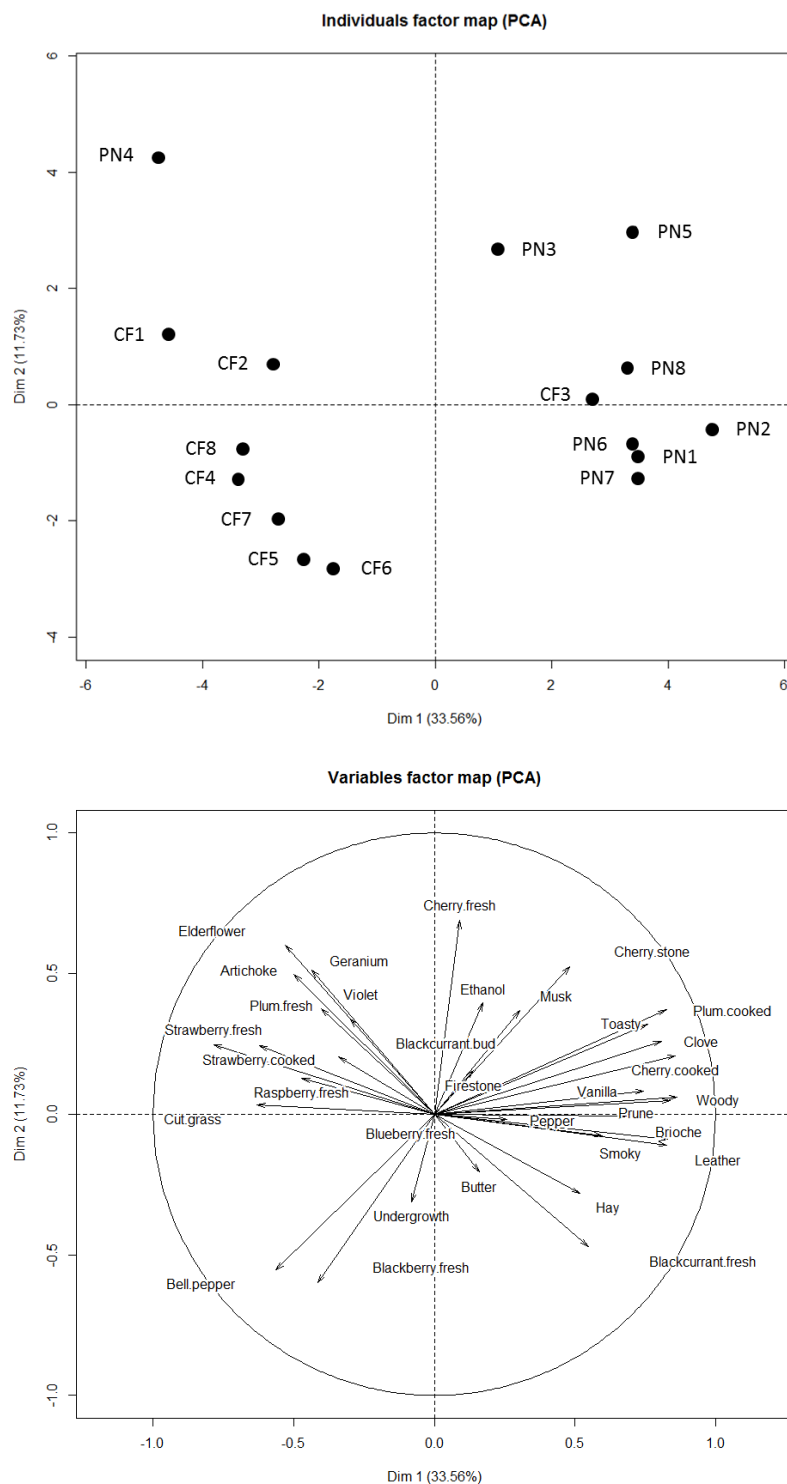 Individuals factor map (PCA)
6
PN4
4
PN5
PN3
2
CF1
CF2
PN8
CF3
0
PN2
CF8
PN6
PN1
CF4
PN7
CF7
-2
CF5
CF6
-4
Dim 2 (11.73%)
-6 -4 -2 0 2 4 6
Dim 1 (33.56%)
Variables factor map (PCA)
1.0
Cherry.fresh
Elderflower
Geranium
Cherry.stone
Artichoke
0.5
Violet
Ethanol
Musk
Plum.fresh
Plum.cooked
Strawberry.fresh
Toasty
Blackcurrant.bud
Clove
Strawberry.cooked
Cherry.cooked
Firestone
Raspberry.fresh
Vanilla
Woody
Cut.grass
0.0
Pepper
Prune
Blueberry.fresh
Brioche
Smoky
Leather
Butter
Hay
Undergrowth
-0.5
Blackberry.fresh
Blackcurrant.fresh
Bell.pepper
-1.0
Dim 2 (11.73%)
-1.0 -0.5 0.0 0.5 1.0
Dim 1 (33.56%)